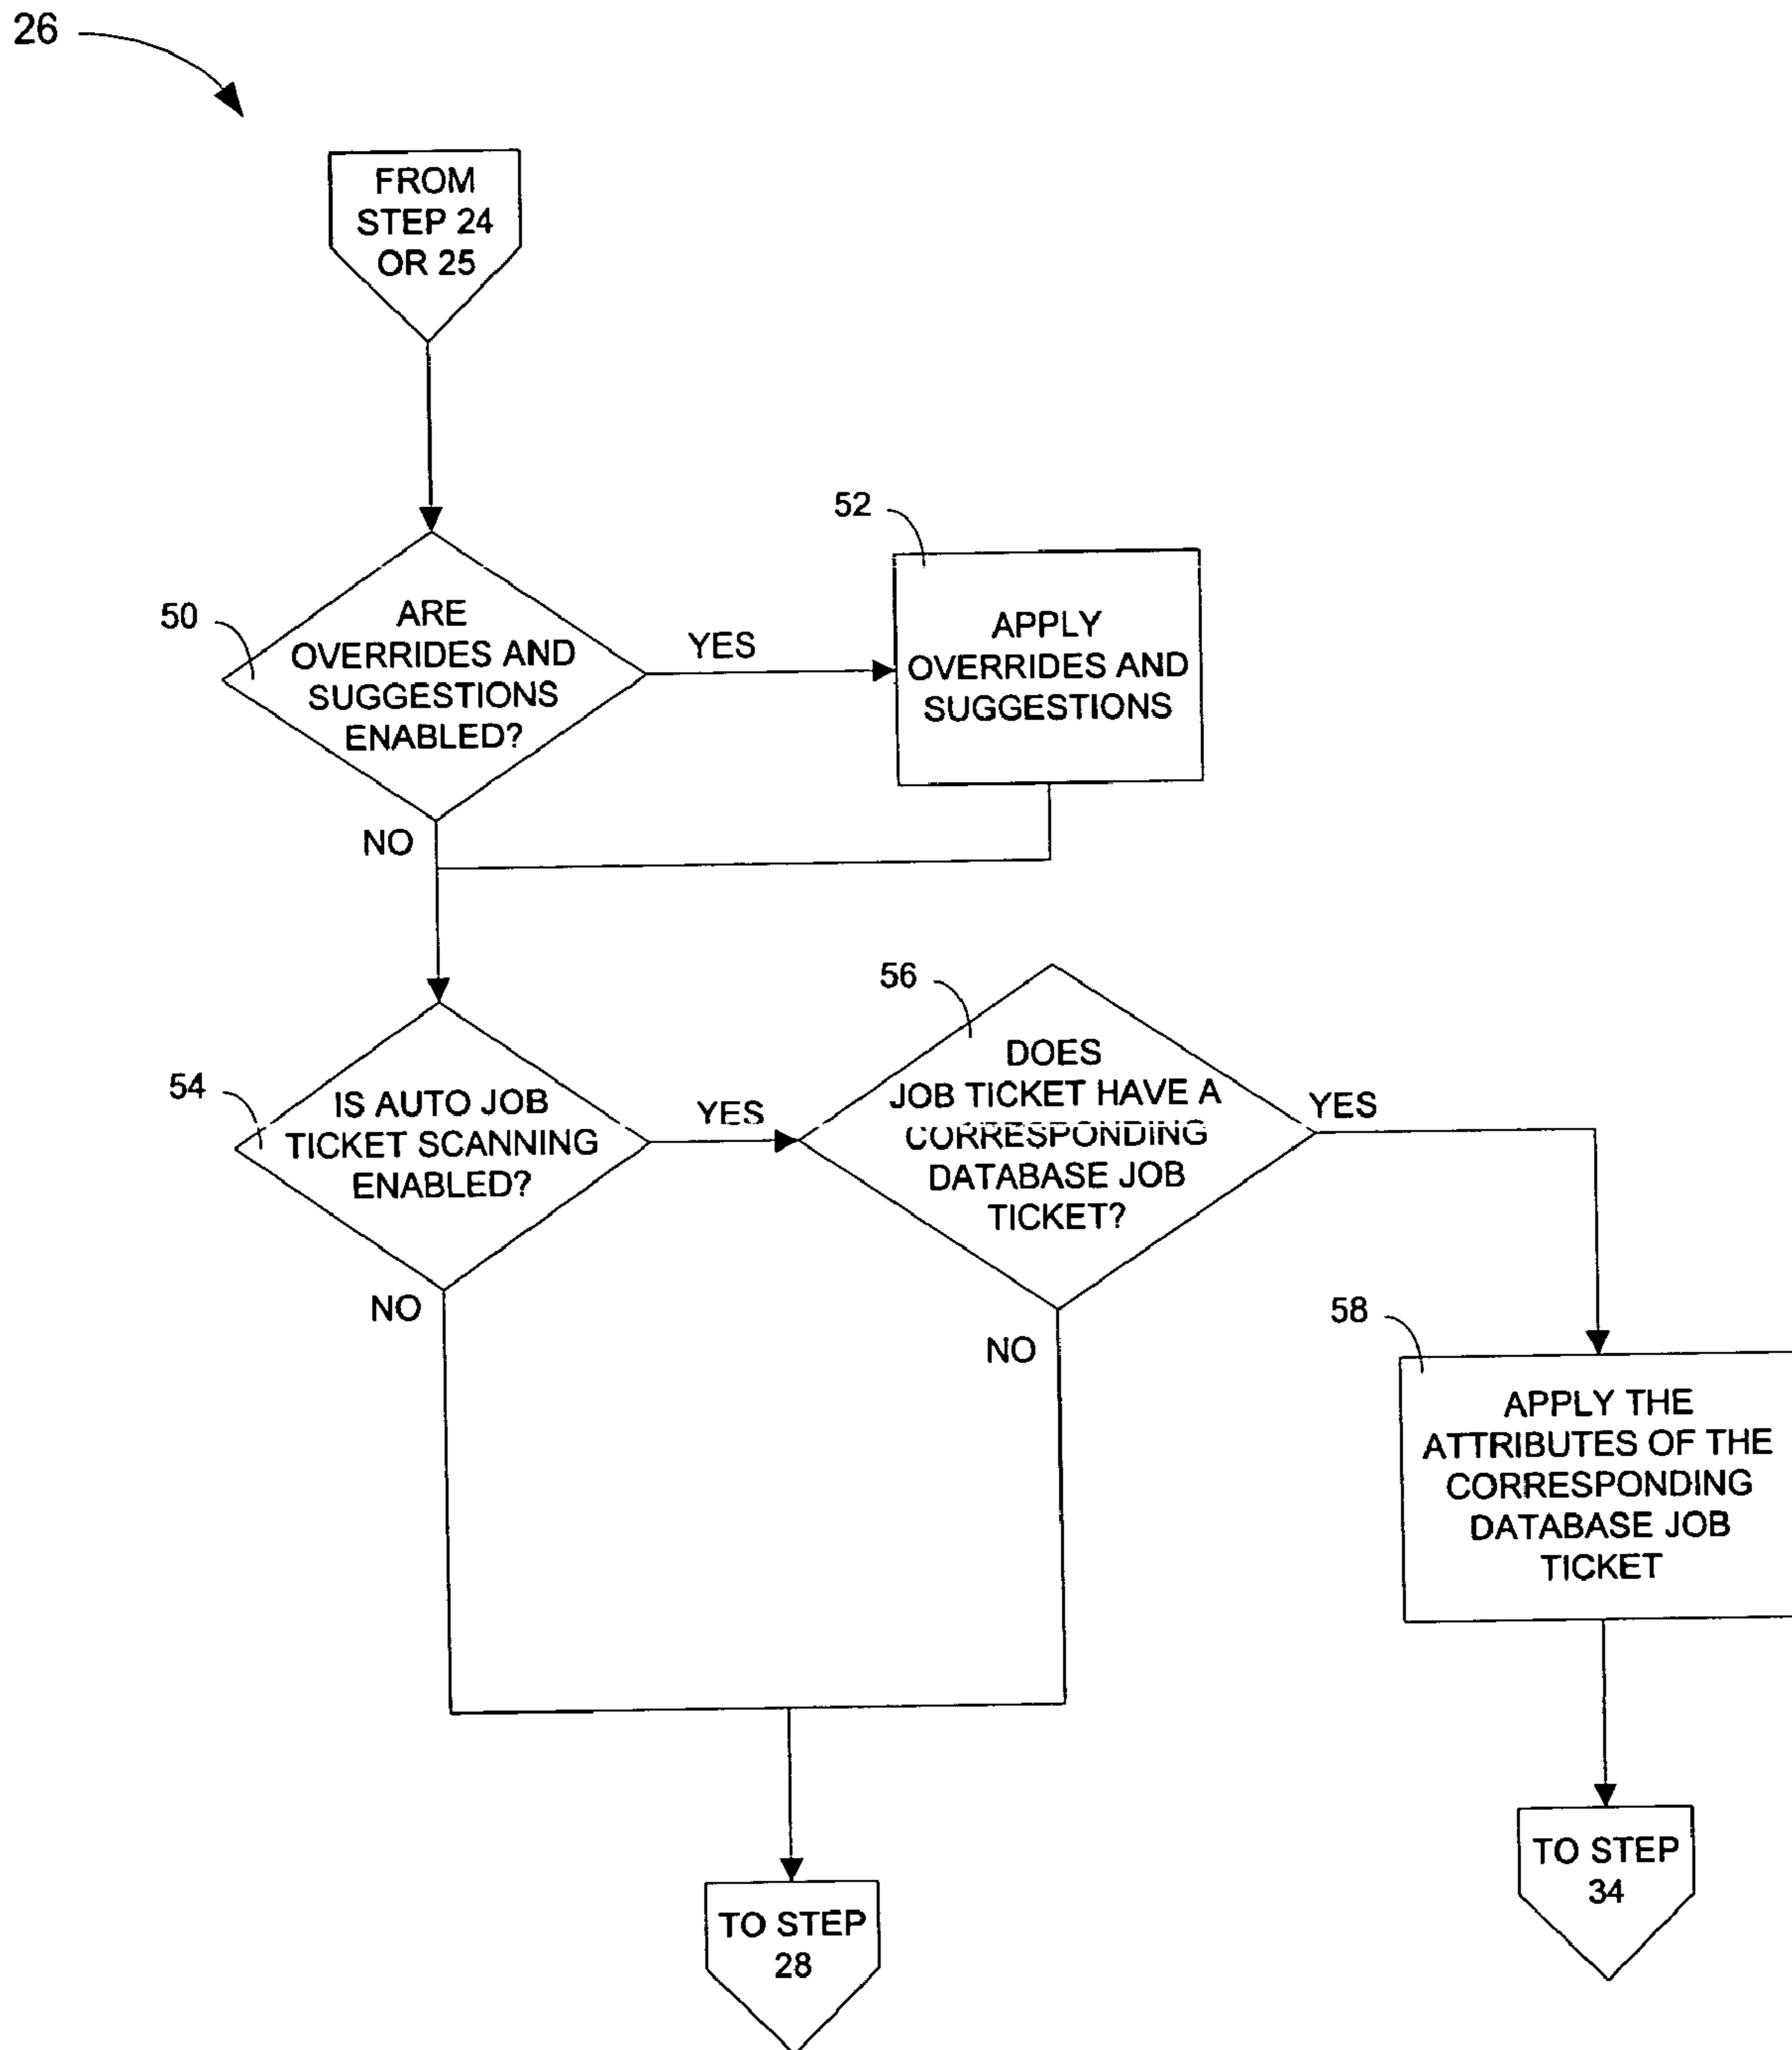 26
FROM
STEP 24
OR 25
50
ARE
OVERRIDES AND
SUGGESTIONS
ENABLED?
YES
52
APPLY
OVERRIDES AND
SUGGESTIONS
NO
54
IS AUTO JOB
TICKET SCANNING
ENABLED?
YES
56
DOES
JOB TICKET HAVE A
CORRESPONDING
DATABASE JOB
TICKET?
YES
NO
NO
58
APPLY THE
ATTRIBUTES OF THE
CORRESPONDING
DATABASE JOB
TICKET
TO STEP
28
TO STEP
34